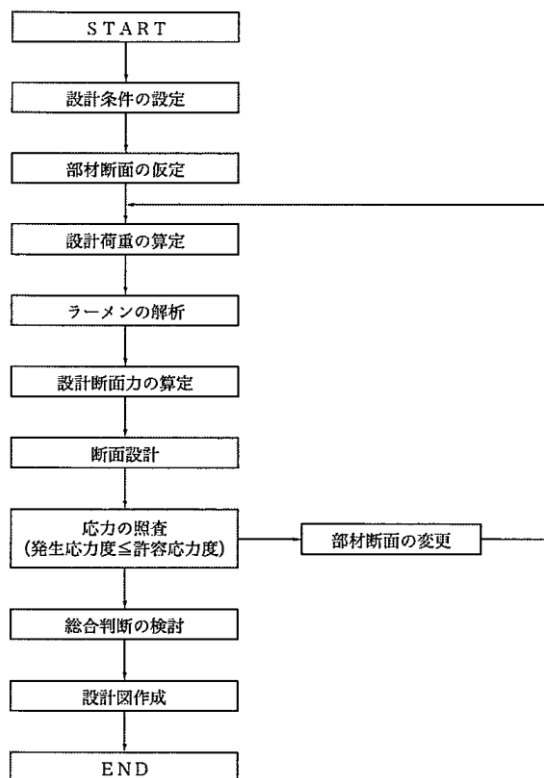 START
設計条件の設定
部材断面の仮定
設計荷重の算定
ラーメンの解析
設計断面力の算定
断面設計
応力の照査
(発生応力度≦許容応力度)
部材断面の変更
総合判断の検討
設計図作成
END